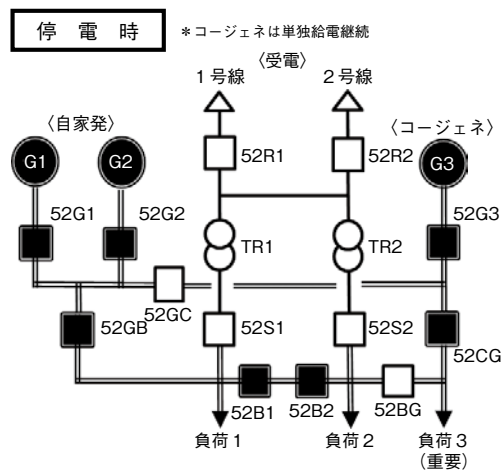 停電時
＊コージェネは単独給電継続
〈受電〉
1号線 2号線
〈自家発〉 〈コージェネ〉
52R1 52R2
G1 G2 G3
52G1 52G2 52G3
TR1 TR2
52GC
52GB 52S1 52S2 52CG
52B1 52B2 52BG
負荷1 負荷2 負荷3
（重要）